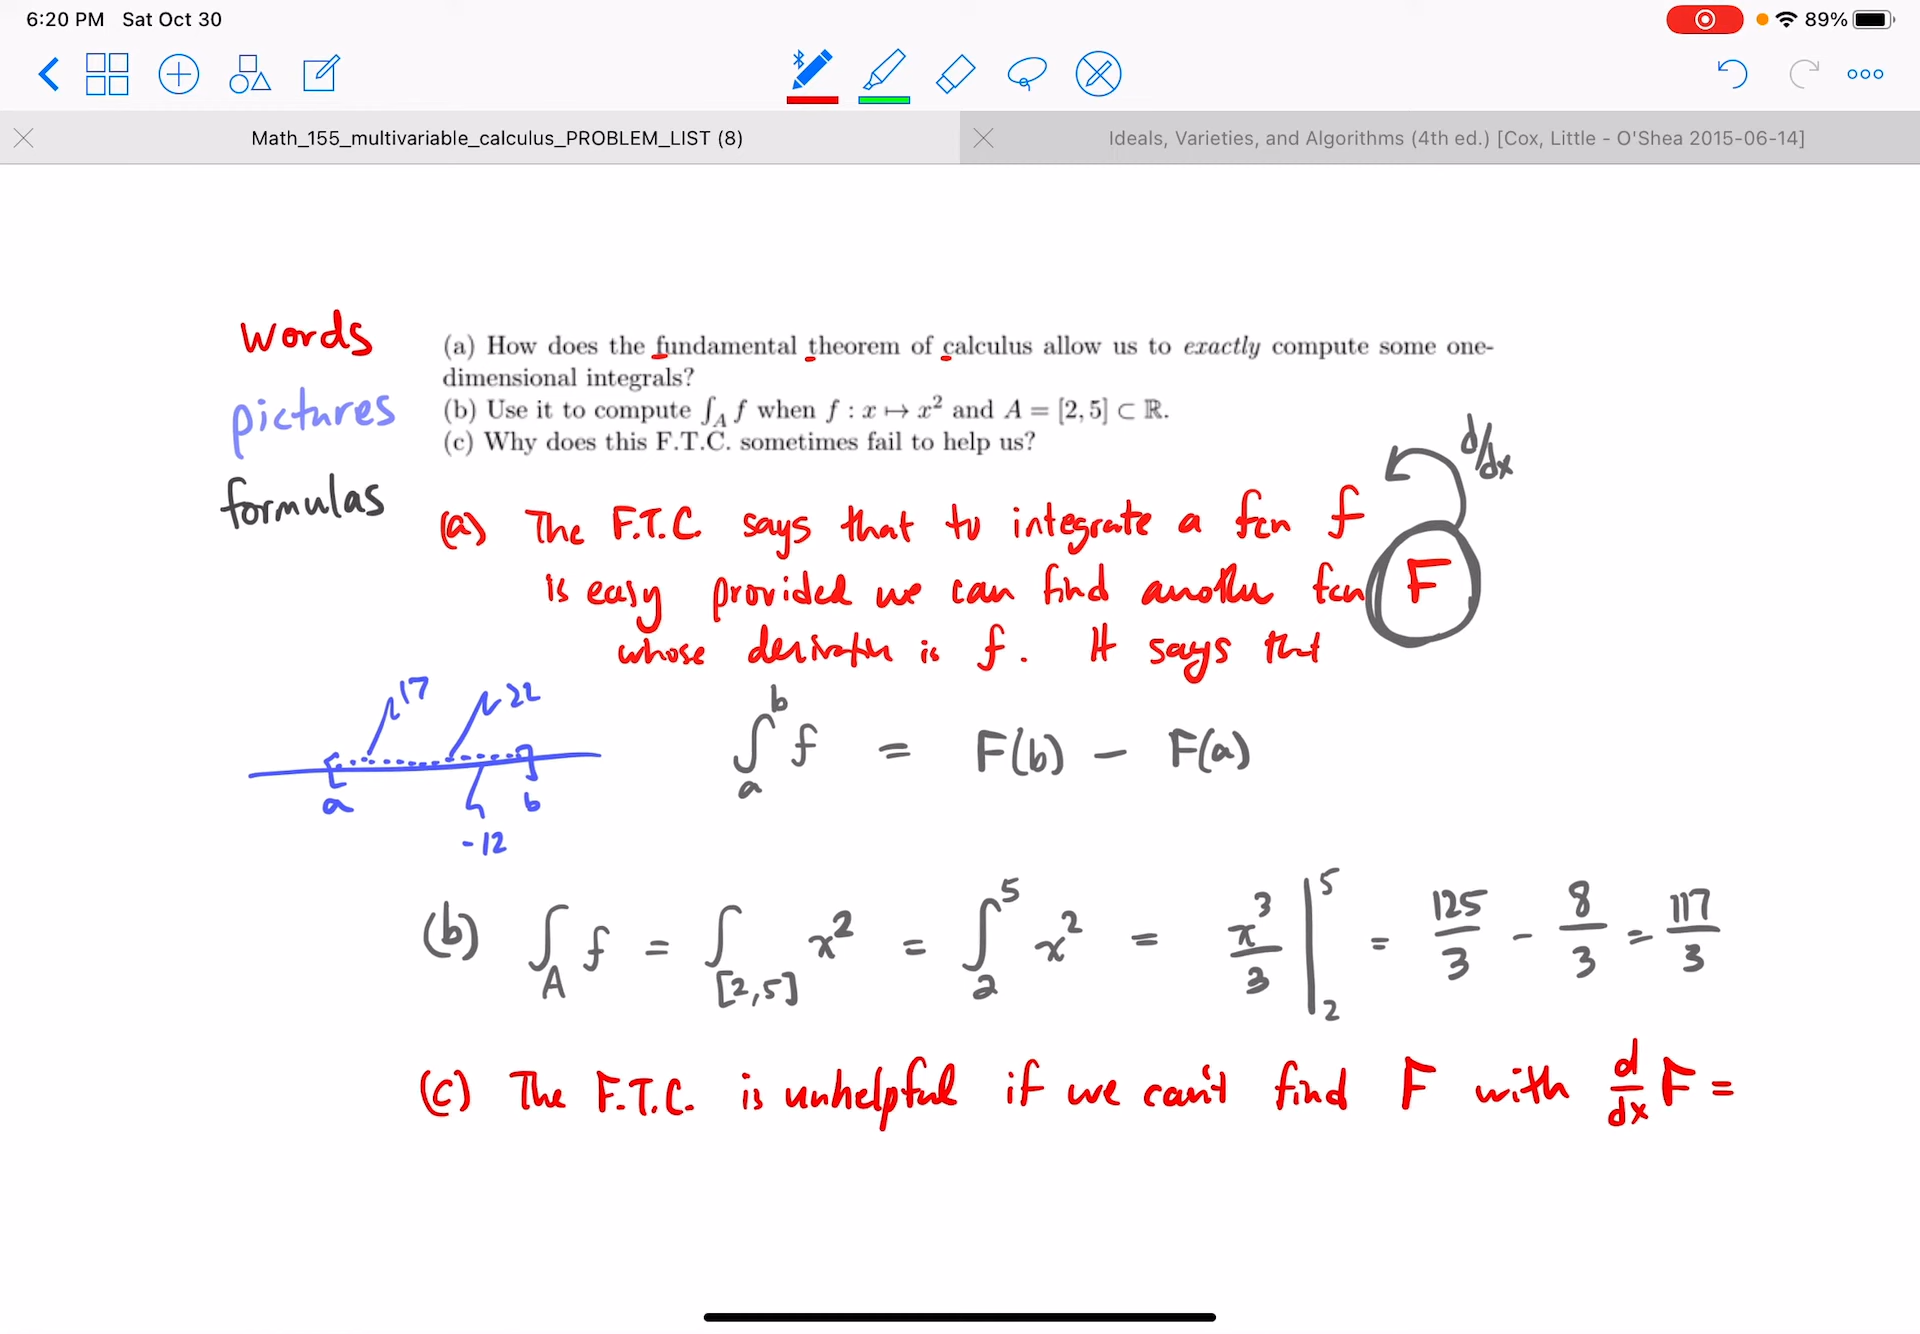 6:20 PM Sat Oct 30
89%
Math_155_multivariable_calculus_PROBLEM_LIST (8)
Ideals, Varieties, and Algorithms (4th ed.) [Cox, Little - O'Shea 2015-06-14]
words
pictures
formulas
(a) How does the fundamental theorem of calculus allow us to exactly compute some one-
dimensional integrals?
(b) Use it to compute ∫_A f when f : x ↦ x² and A = [2, 5] ⊂ ℝ.
(c) Why does this F.T.C. sometimes fail to help us?
d/dx
(a) The F.T.C. says that to integrate a fcn f
is easy provided we can find another fcn F
whose derivative is f. It says that
17 22
a b
-12
∫_a^b f = F(b) − F(a)
(b) ∫_A f = ∫_[2,5] x² = ∫_2^5 x² = x³/3 |_2^5 = 125/3 - 8/3 = 117/3
(c) The F.T.C. is unhelpful if we can't find F with d/dx F =